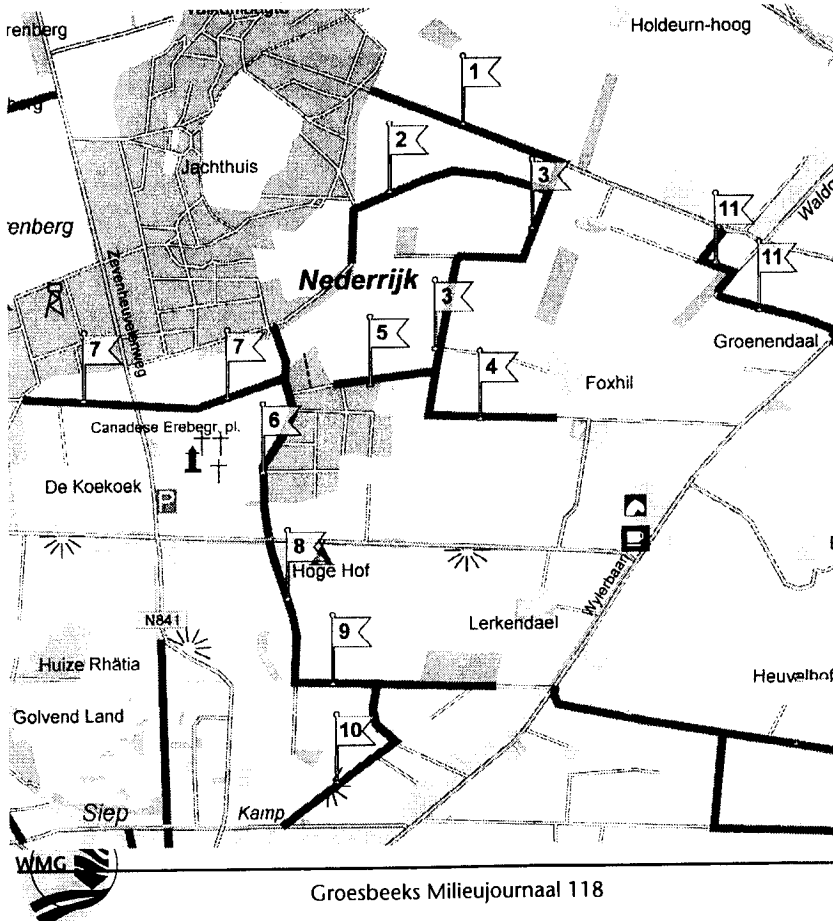 Holdeurn-hoog
1
2
Jachthuis
3
11
11
Nederrijk
Zevenheuvelenweg
3
5
7
7
4
Groenendaal
Foxhil
6
Canadese Erebegr. pl.
De Koekoek
P
8
Hoge Hof
Wylerbaan
N841
9
Lerkendael
Huize Rhätia
Heuvelhof
Golvend Land
10
Siep
Kamp
WMG
Groesbeeks Milieujournaal 118